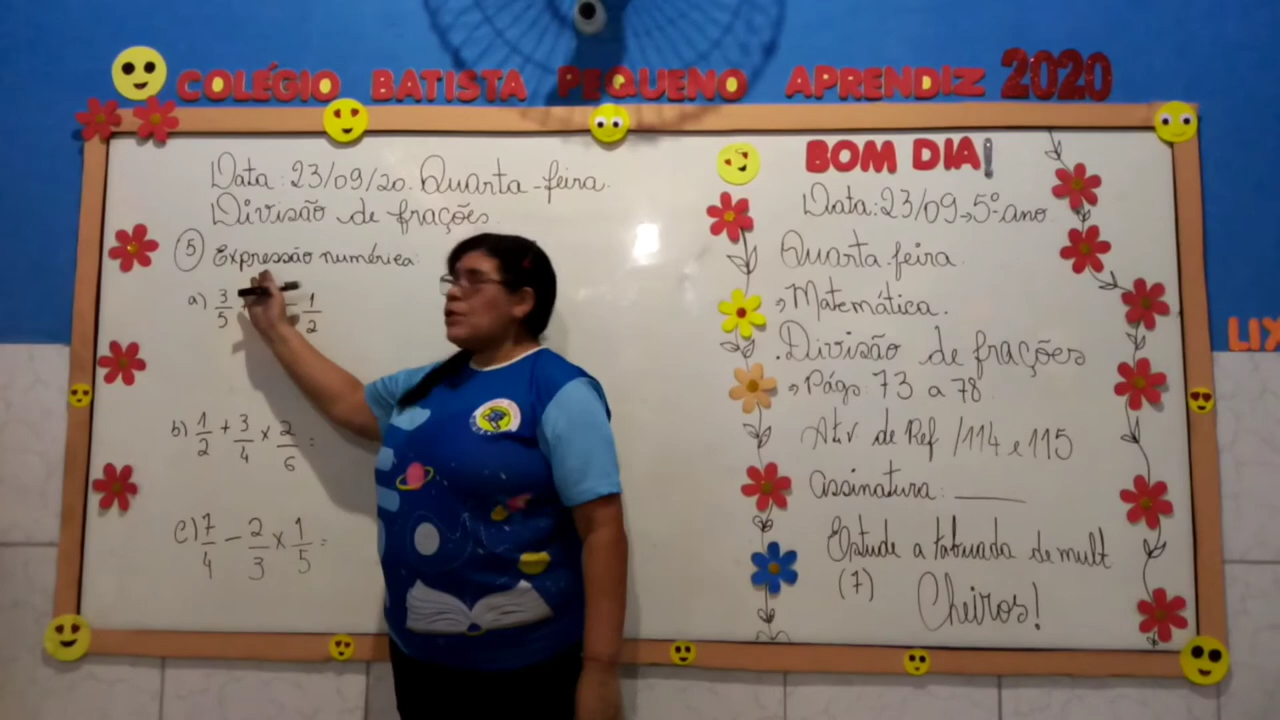 COLÉGIO BATISTA PEQUENO APRENDIZ 2020
Data: 23/09/20. Quarta-feira.
Divisão de frações.
5 Expressão numérica:
a) 3/5 - 1/2
b) 1/2 + 3/4 × 2/6 =
c) 7/4 - 2/3 × 1/5 =
BOM DIA!
Data: 23/09 → 5º ano
Quarta feira.
→ Matemática.
. Divisão de frações
→ Págs 73 a 78
Ativ de Ref / 114 e 115
Assinatura: ____
Estude a tabuada de mult
(7) Cheiros!
LIX